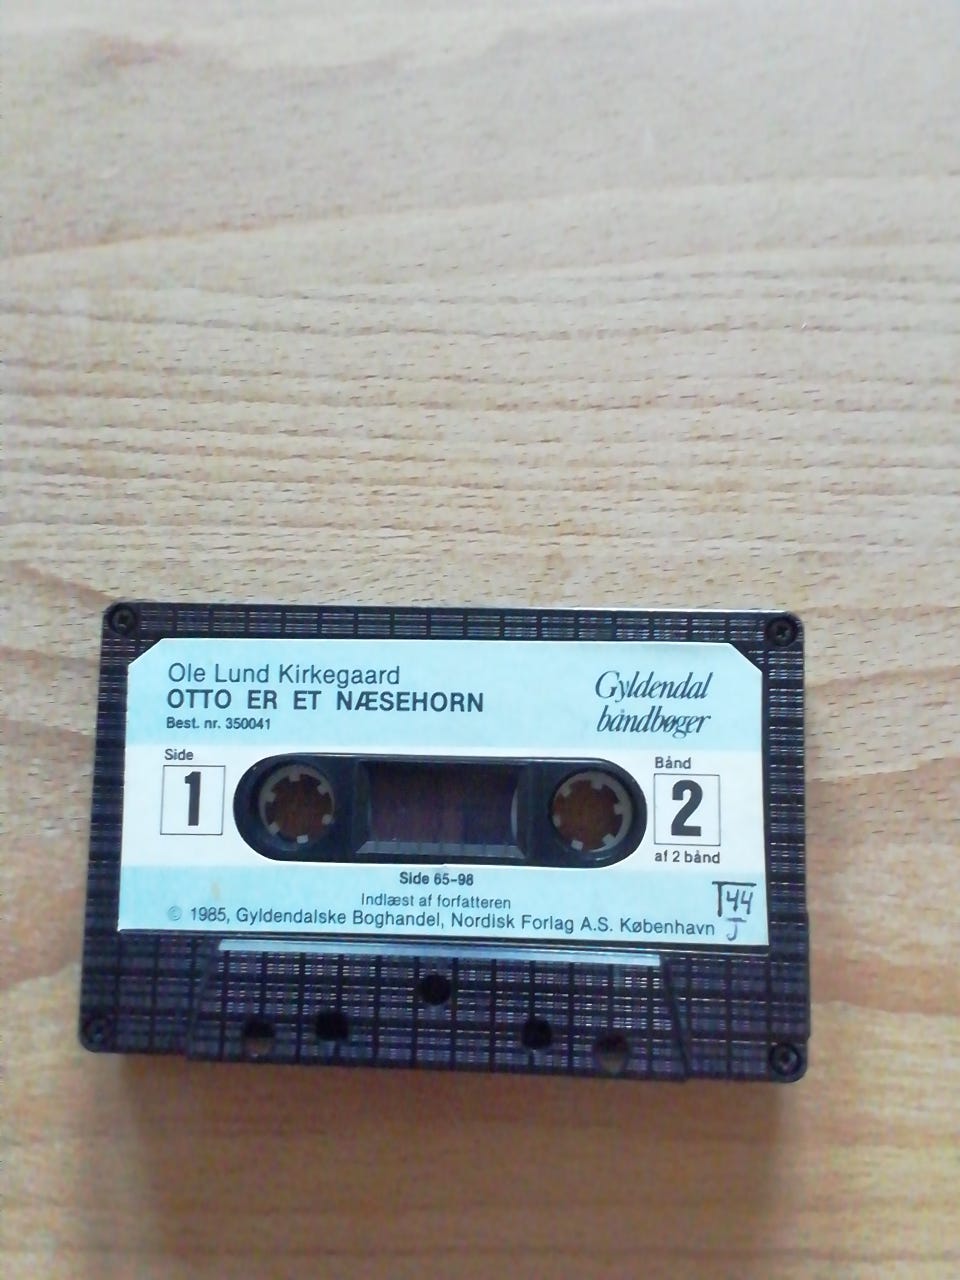 Ole Lund Kirkegaard
OTTO ER ET NÆSEHORN
Best. nr. 350041
Gyldendal
båndbøger
Side
1
Bånd
2
af 2 bånd
Side 65-98
Indlæst af forfatteren
© 1985, Gyldendalske Boghandel, Nordisk Forlag A.S. København
T44
J